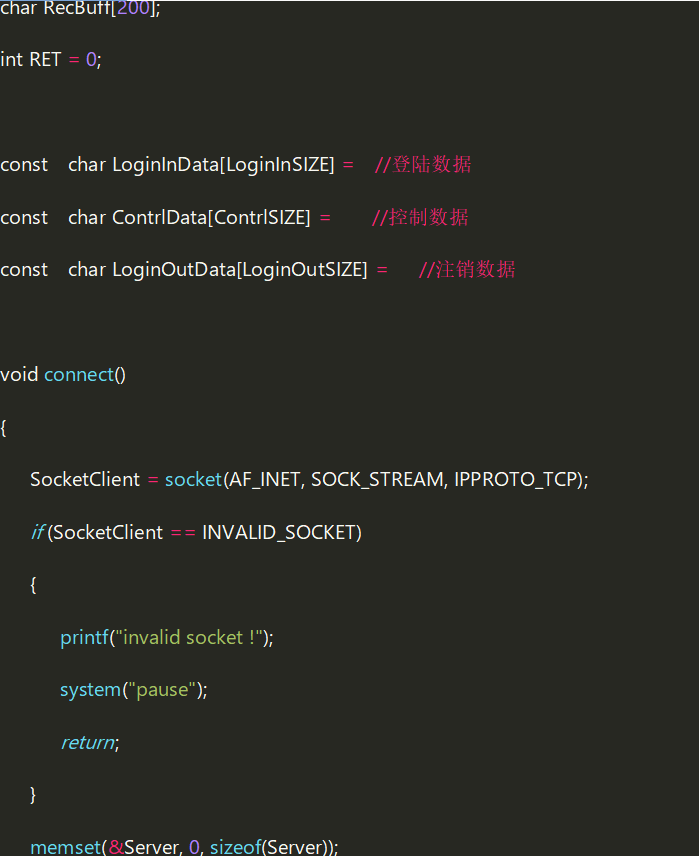 char RecBuff[200];
int RET = 0;
const    char LoginInData[LoginInSIZE] =    //登陆数据
const    char ContrlData[ContrlSIZE] =        //控制数据
const    char LoginOutData[LoginOutSIZE] =      //注销数据
void connect()
{
SocketClient = socket(AF_INET, SOCK_STREAM, IPPROTO_TCP);
if(SocketClient == INVALID_SOCKET)
{
printf("invalid socket !");
system("pause");
return;
}
memset(&Server, 0, sizeof(Server));